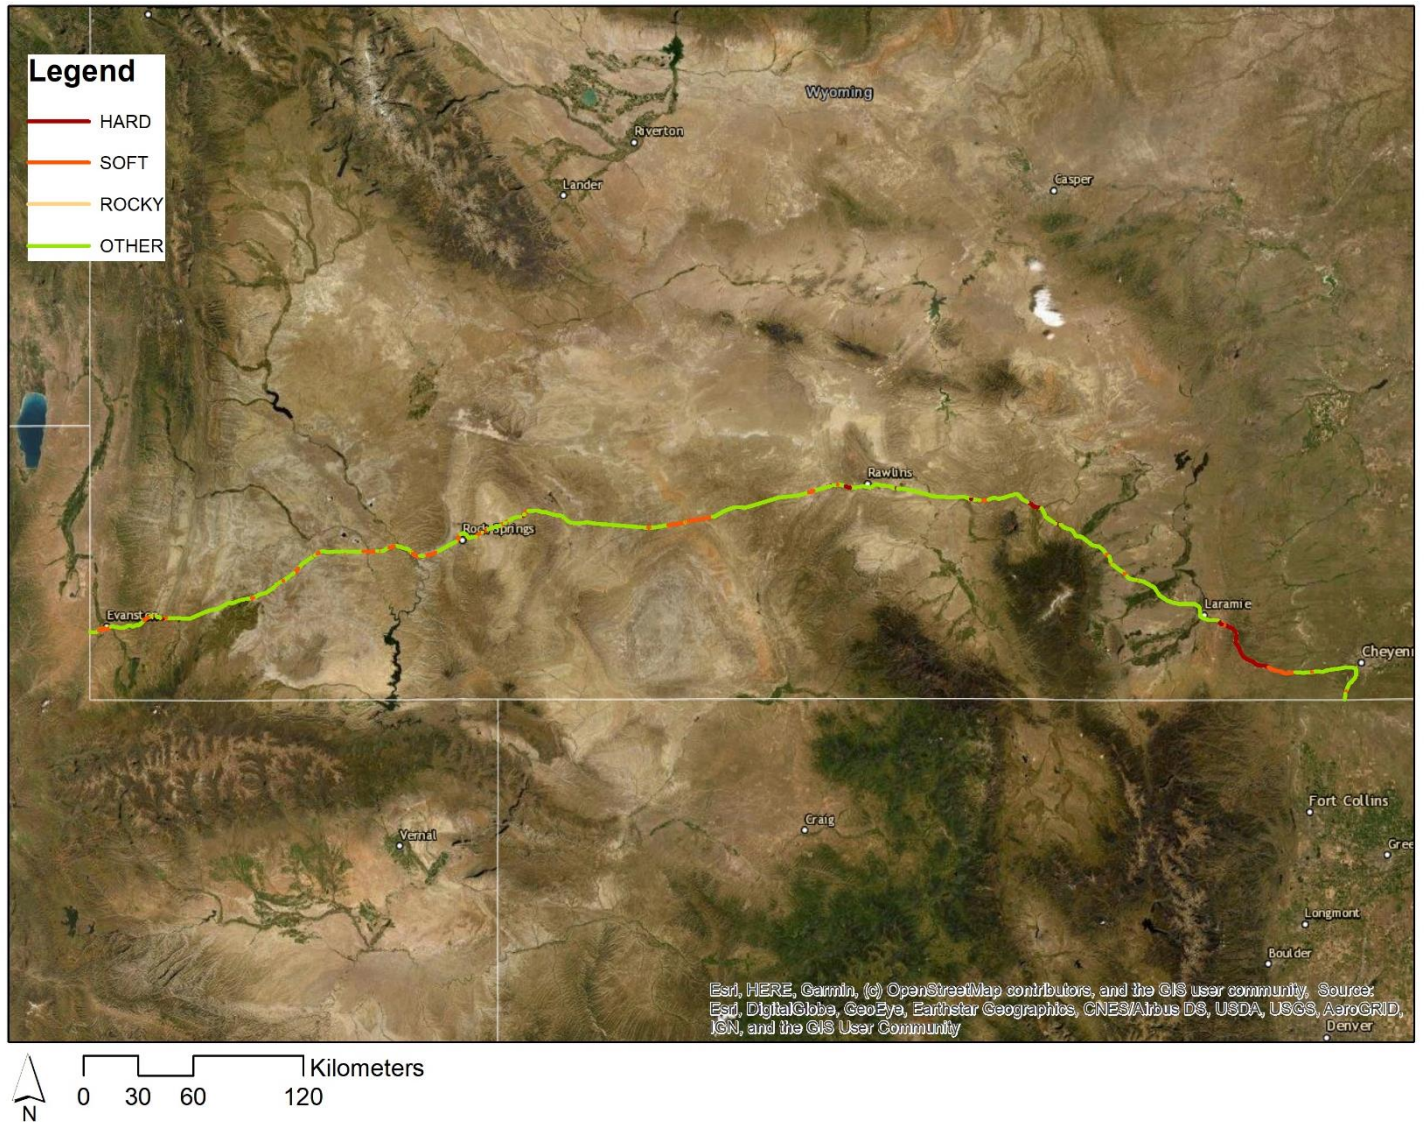 Legend
HARD
SOFT
ROCKY
OTHER
Wyoming
Riverton
Lander
Casper
Rawlins
Rock Springs
Evanston
Laramie
Cheyenn
Vernal
Craig
Fort Collins
Gree
Longmont
Boulder
Esri, HERE, Garmin, (c) OpenStreetMap contributors, and the GIS user community, Source:
Esri, DigitalGlobe, GeoEye, Earthstar Geographics, CNES/Airbus DS, USDA, USGS, AeroGRID,
IGN, and the GIS User Community
Denver
Kilometers
0 30 60 120
N